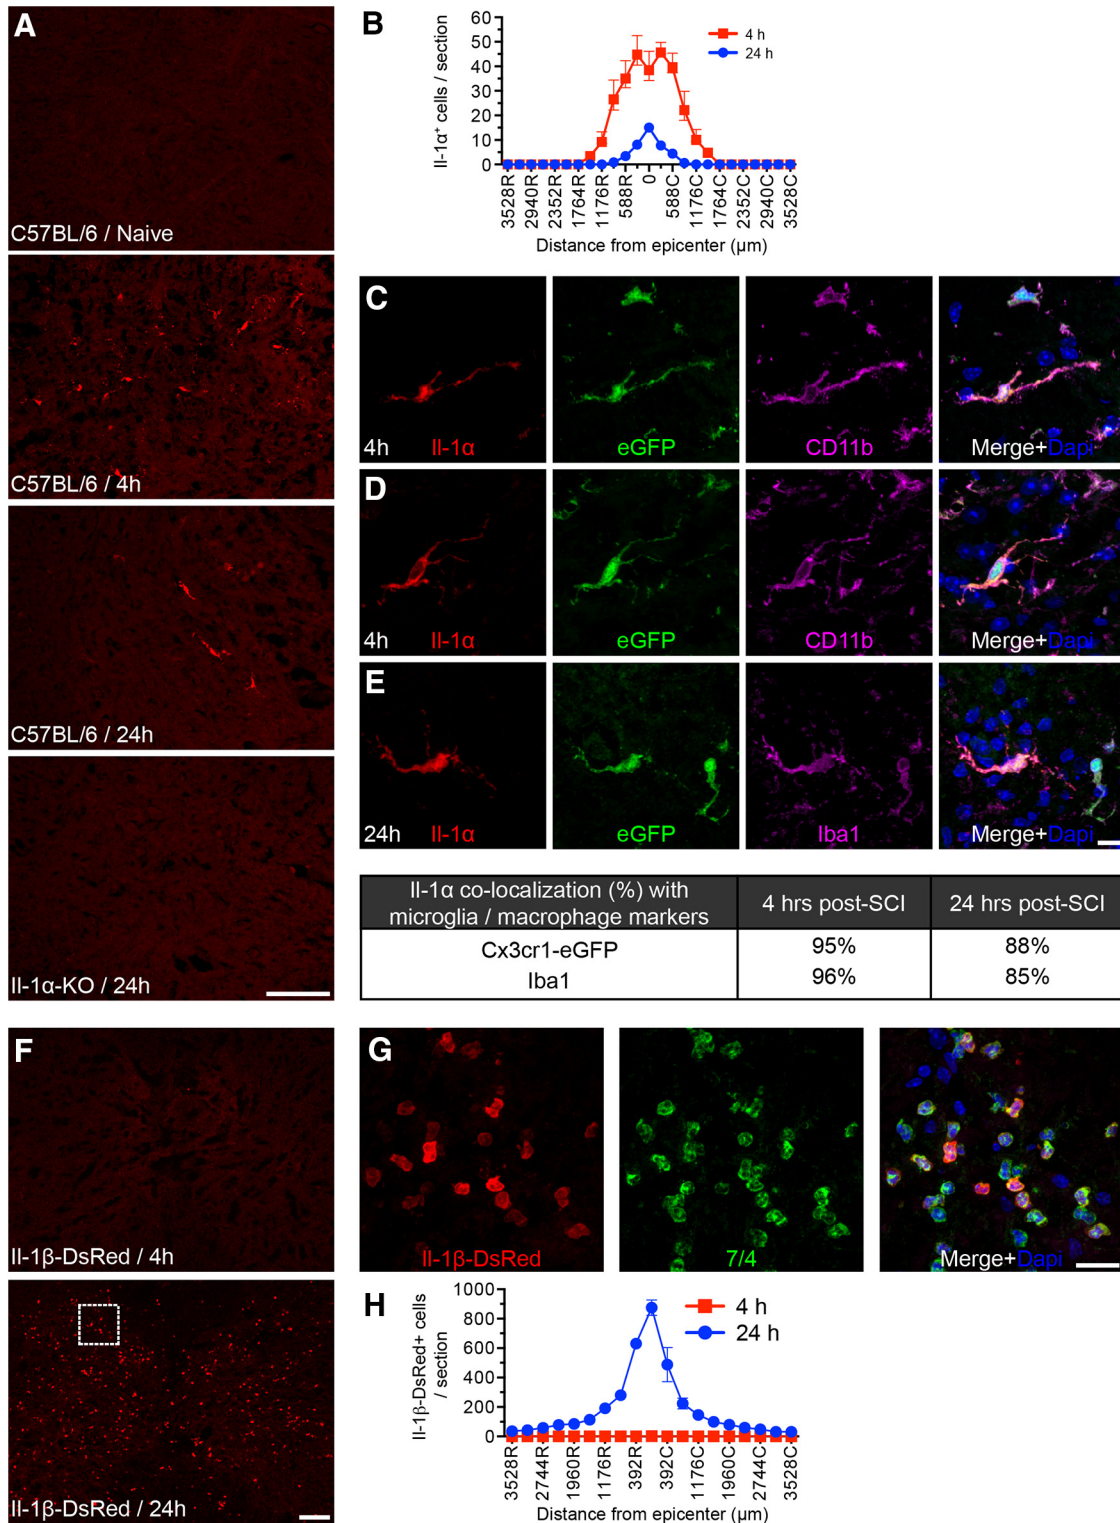 A
C57BL/6 / Naive
C57BL/6 / 4h
C57BL/6 / 24h
Il-1α-KO / 24h
B
Il-1α⁺ cells / section
60
50
40
30
20
10
0
4 h
24 h
3528R
2940R
2352R
1764R
1176R
588R
0
588C
1176C
1764C
2352C
2940C
3528C
Distance from epicenter (µm)
C
4h Il-1α eGFP CD11b Merge+Dapi
D
4h Il-1α eGFP CD11b Merge+Dapi
E
24h Il-1α eGFP Iba1 Merge+Dapi
Il-1α co-localization (%) with
microglia / macrophage markers
4 hrs post-SCI
24 hrs post-SCI
Cx3cr1-eGFP 95% 88%
Iba1 96% 85%
F
Il-1β-DsRed / 4h
Il-1β-DsRed / 24h
G
Il-1β-DsRed 7/4 Merge+Dapi
H
Il-1β-DsRed+ cells
/ section
1000
800
600
400
200
0
4 h
24 h
3528R
2744R
1960R
1176R
392R
392C
1176C
1960C
2744C
3528C
Distance from epicenter (µm)